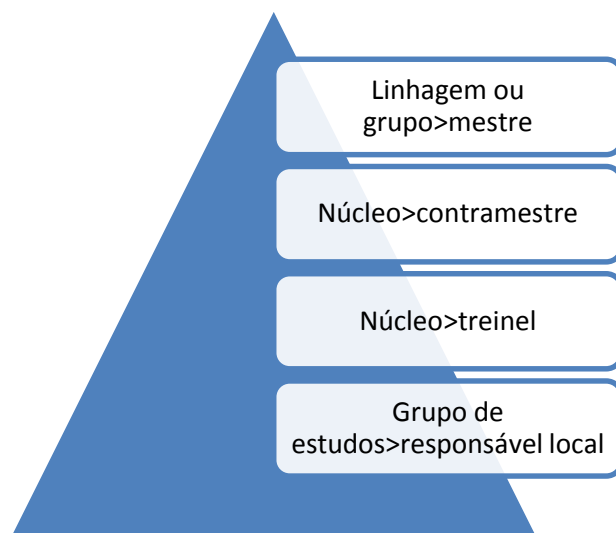 Linhagem ou
grupo>mestre
Núcleo>contramestre
Núcleo>treinel
Grupo de
estudos>responsável local